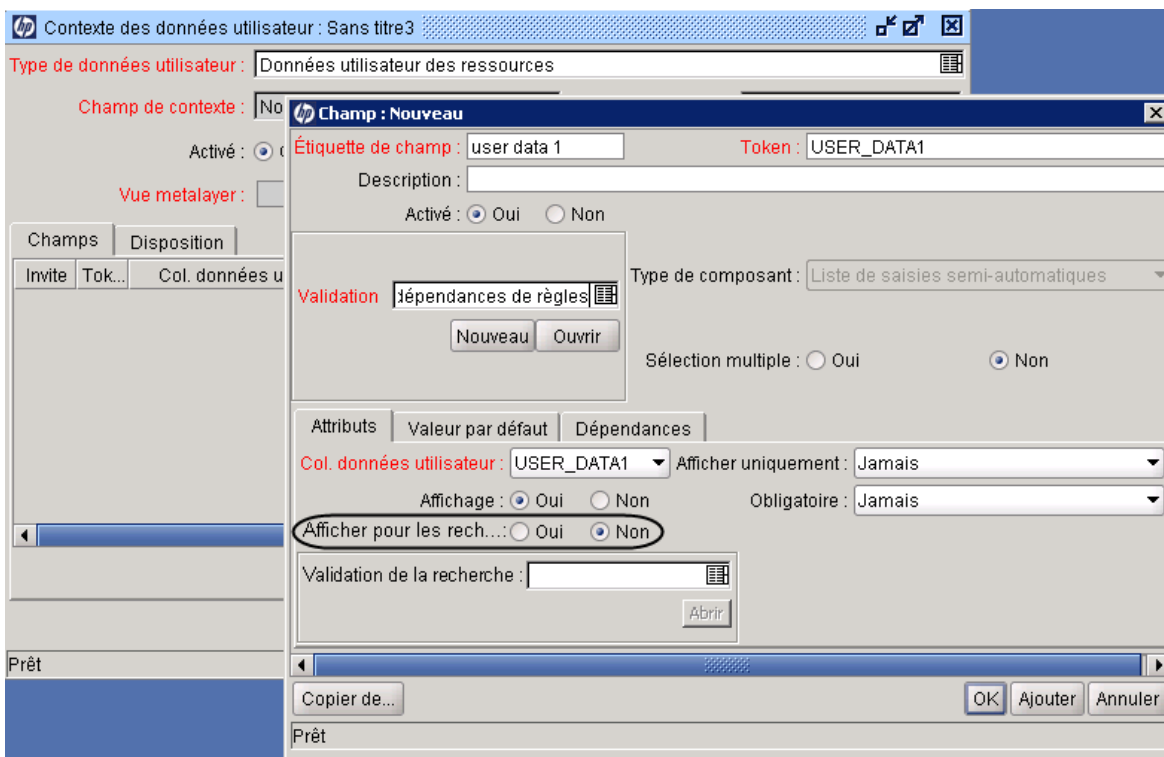 hp Contexte des données utilisateur : Sans titre3
Type de données utilisateur : Données utilisateur des ressources
Champ de contexte : No
Activé :
Vue metalayer :
Champs Disposition
Invite Tok... Col. données u
Prêt
hp Champ : Nouveau
Étiquette de champ : user data 1 Token : USER_DATA1
Description :
Activé : Oui Non
Validation dépendances de règles
Type de composant : Liste de saisies semi-automatiques
Nouveau Ouvrir
Sélection multiple : Oui Non
Attributs Valeur par défaut Dépendances
Col. données utilisateur : USER_DATA1 Afficher uniquement : Jamais
Affichage : Oui Non Obligatoire : Jamais
Afficher pour les rech...: Oui Non
Validation de la recherche :
Abrir
Copier de... OK Ajouter Annuler
Prêt